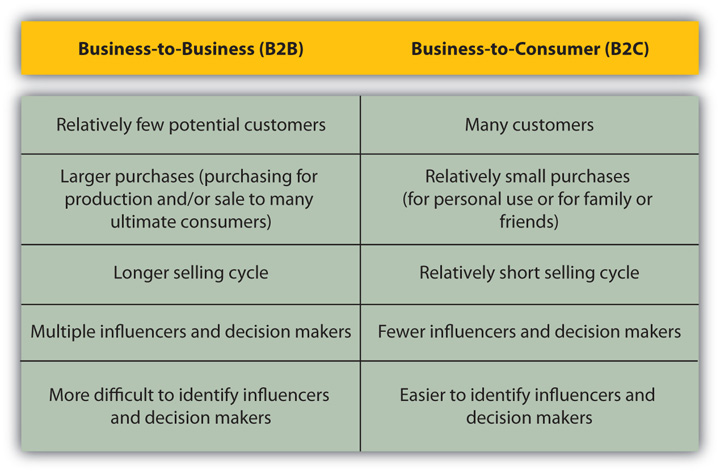 Business-to-Business (B2B)
Business-to-Consumer (B2C)
Relatively few potential customers
Many customers
Larger purchases (purchasing for
production and/or sale to many
ultimate consumers)
Relatively small purchases
(for personal use or for family or
friends)
Longer selling cycle
Relatively short selling cycle
Multiple influencers and decision makers
Fewer influencers and decision makers
More difficult to identify influencers
and decision makers
Easier to identify influencers and
decision makers